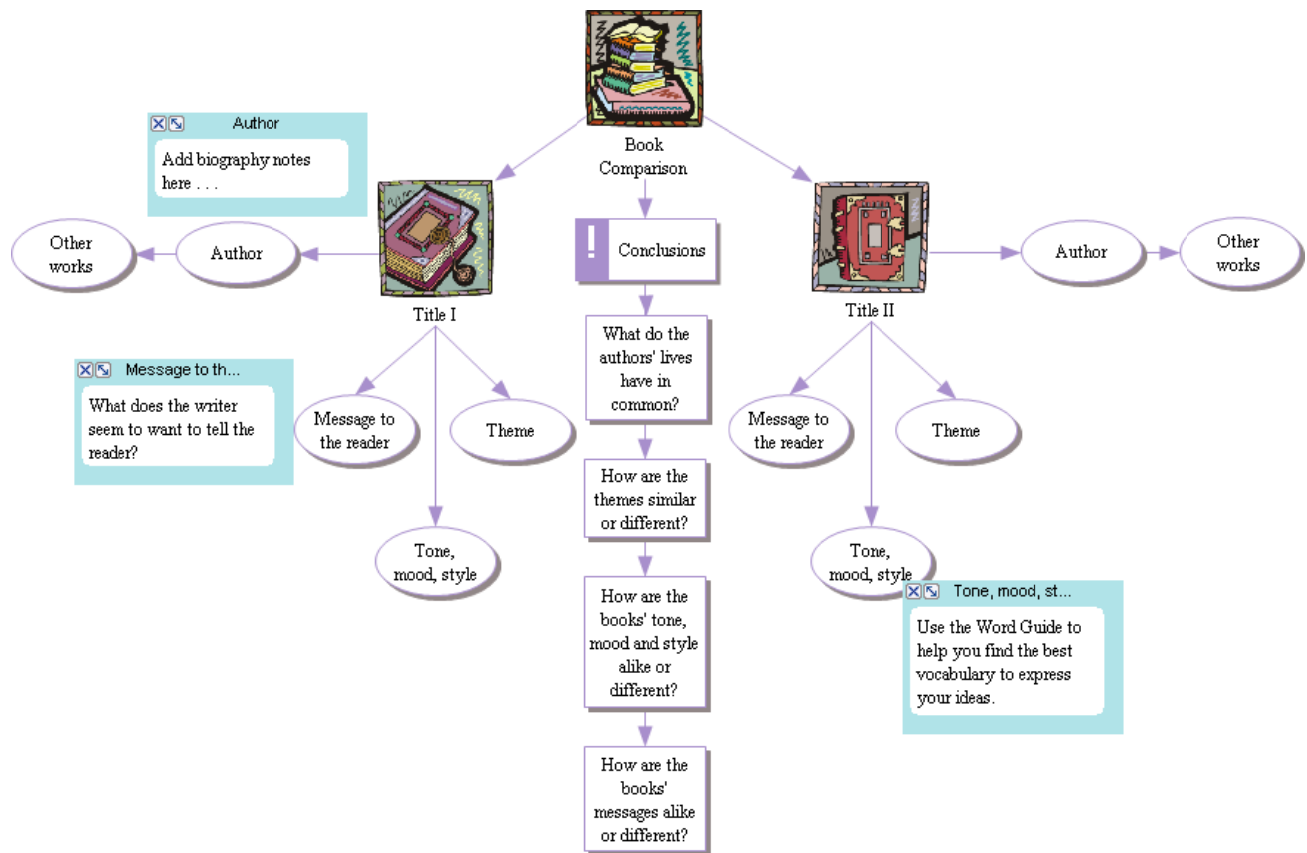 Book
Comparison
Author
Add biography notes
here . . .
Other
works
Author
Title I
Conclusions
Title II
Author
Other
works
Message to th...
What does the writer
seem to want to tell the
reader?
Message to
the reader
Theme
Tone,
mood, style
What do the
authors' lives
have in
common?
How are the
themes similar
or different?
How are the
books' tone,
mood and style
alike or
different?
How are the
books'
messages alike
or different?
Message to
the reader
Theme
Tone,
mood, style
Tone, mood, st...
Use the Word Guide to
help you find the best
vocabulary to express
your ideas.